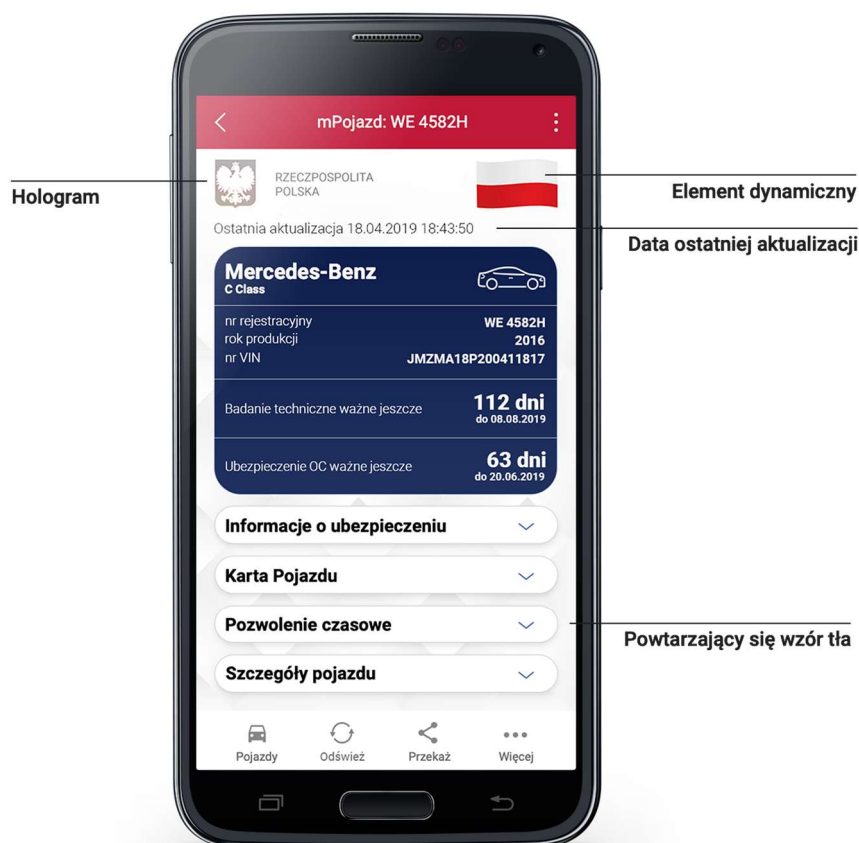 mPojazd: WE 4582H
RZECZPOSPOLITA
POLSKA
Hologram
Element dynamiczny
Ostatnia aktualizacja 18.04.2019 18:43:50
Data ostatniej aktualizacji
Mercedes-Benz
C Class
nr rejestracyjny WE 4582H
rok produkcji 2016
nr VIN JMZMA18P200411817
Badanie techniczne ważne jeszcze 112 dni
do 08.08.2019
Ubezpieczenie OC ważne jeszcze 63 dni
do 20.06.2019
Informacje o ubezpieczeniu
Karta Pojazdu
Pozwolenie czasowe
Powtarzający się wzór tła
Szczegóły pojazdu
Pojazdy Odśwież Przekaż Więcej